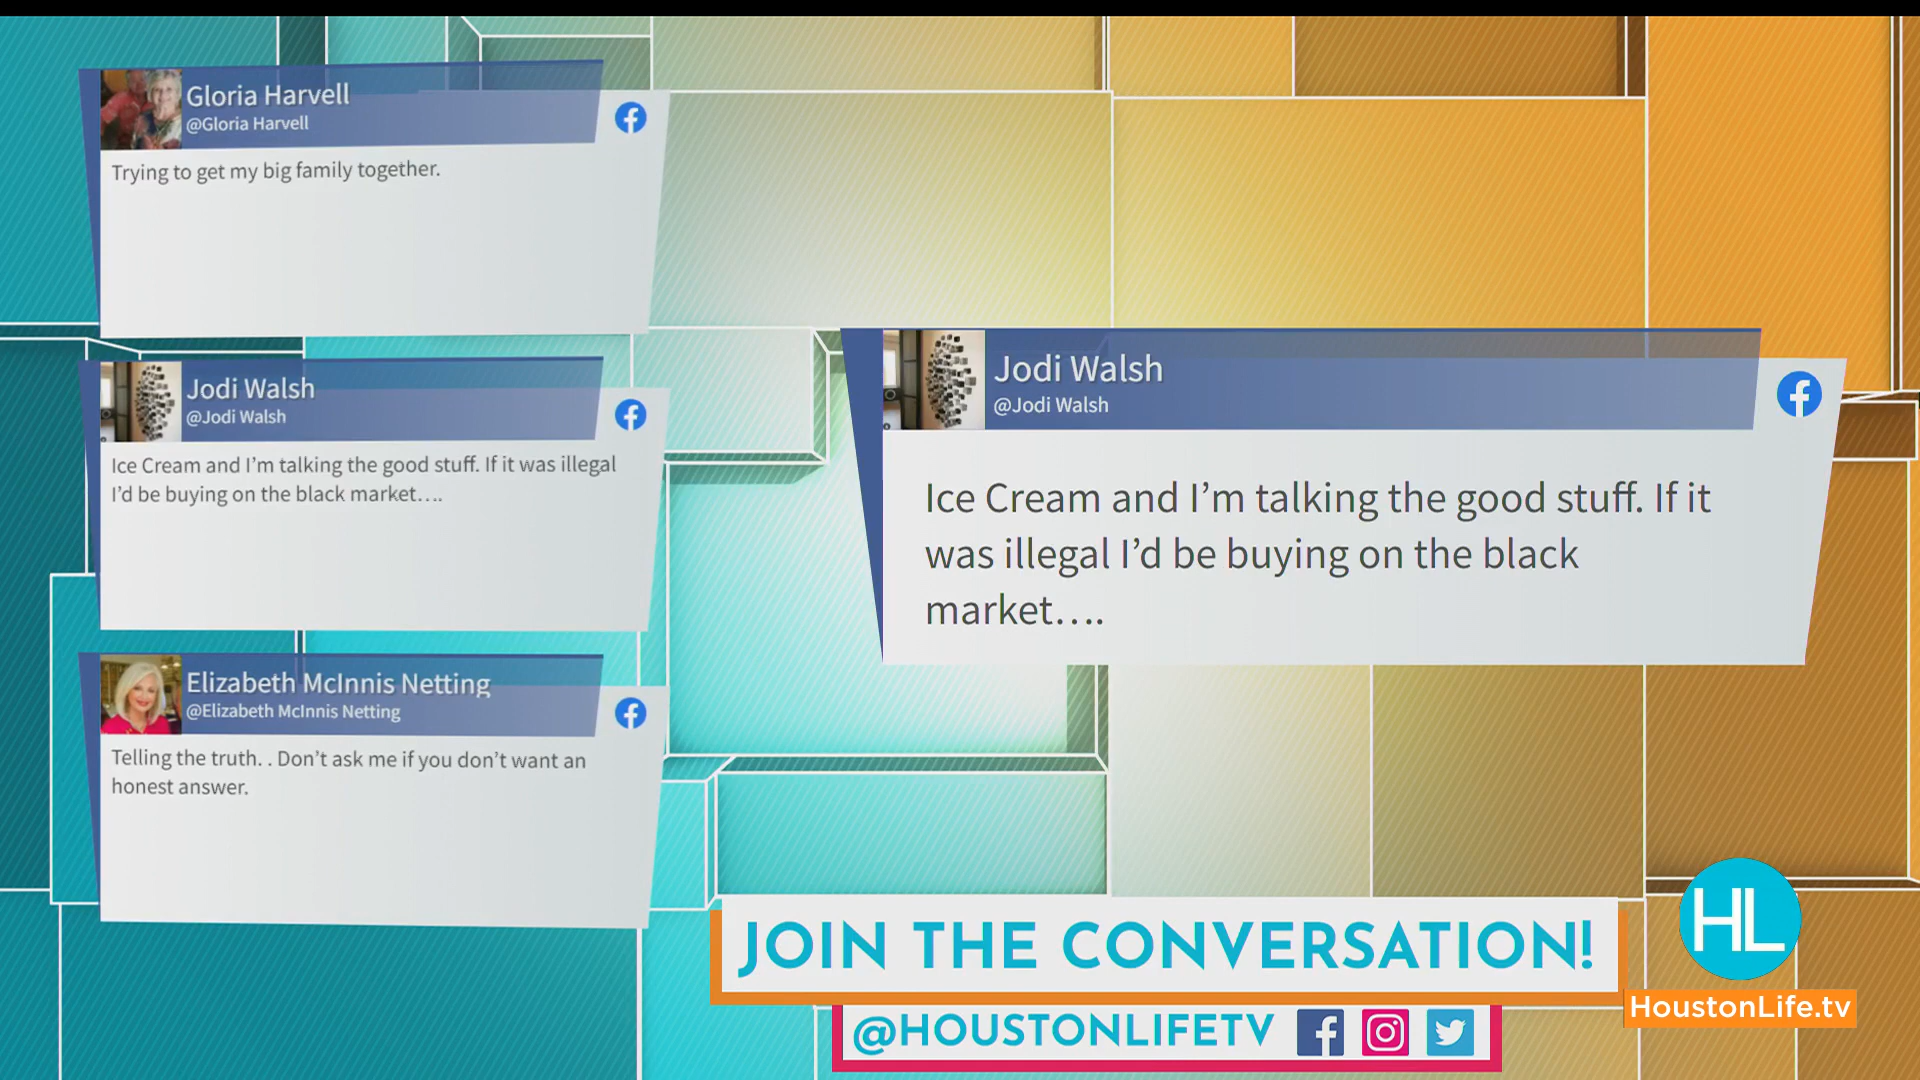 Gloria Harvell
@Gloria Harvell
Trying to get my big family together.
Jodi Walsh
@Jodi Walsh
Ice Cream and I'm talking the good stuff. If it was illegal
I'd be buying on the black market….
Elizabeth McInnis Netting
@Elizabeth McInnis Netting
Telling the truth. . Don't ask me if you don't want an
honest answer.
Jodi Walsh
@Jodi Walsh
Ice Cream and I'm talking the good stuff. If it
was illegal I'd be buying on the black
market….
JOIN THE CONVERSATION!
@HOUSTONLIFETV
HL
HoustonLife.tv